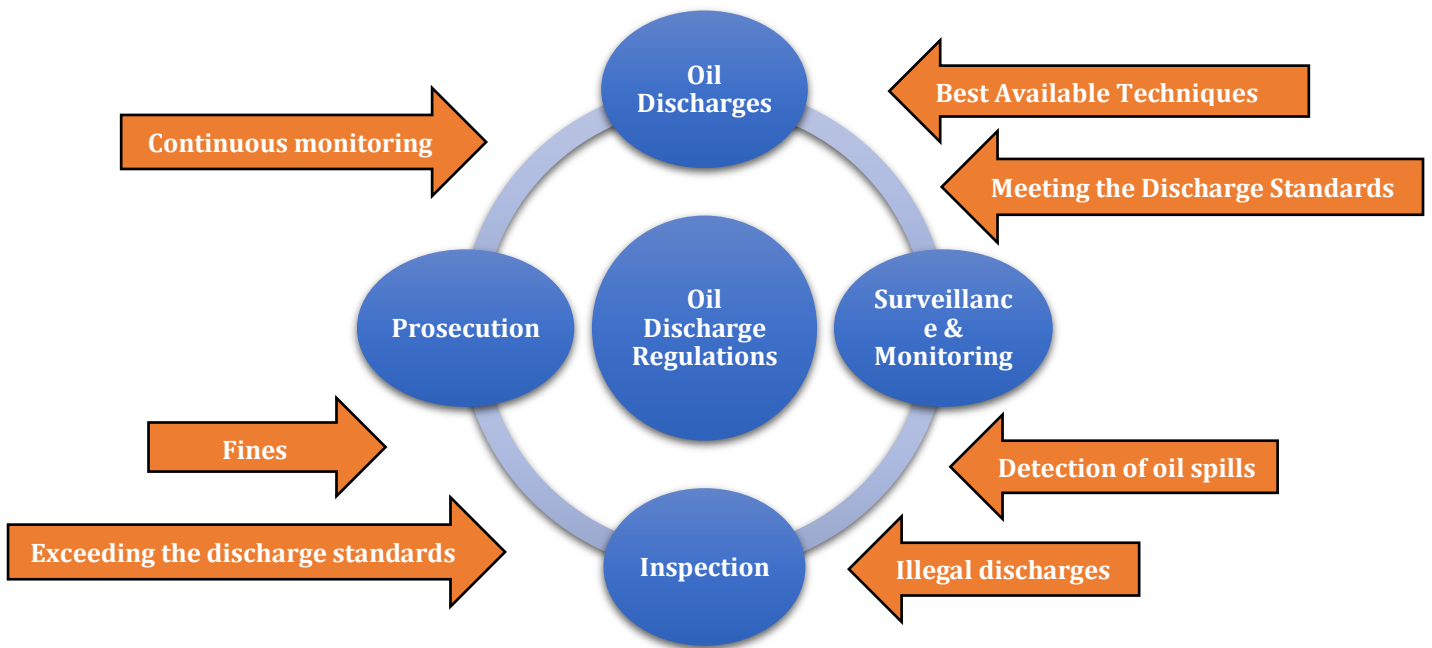 Oil
Discharges
Best Available Techniques
Continuous monitoring
Meeting the Discharge Standards
Prosecution
Oil
Discharge
Regulations
Surveillanc
e &
Monitoring
Fines
Detection of oil spills
Exceeding the discharge standards
Inspection
Illegal discharges